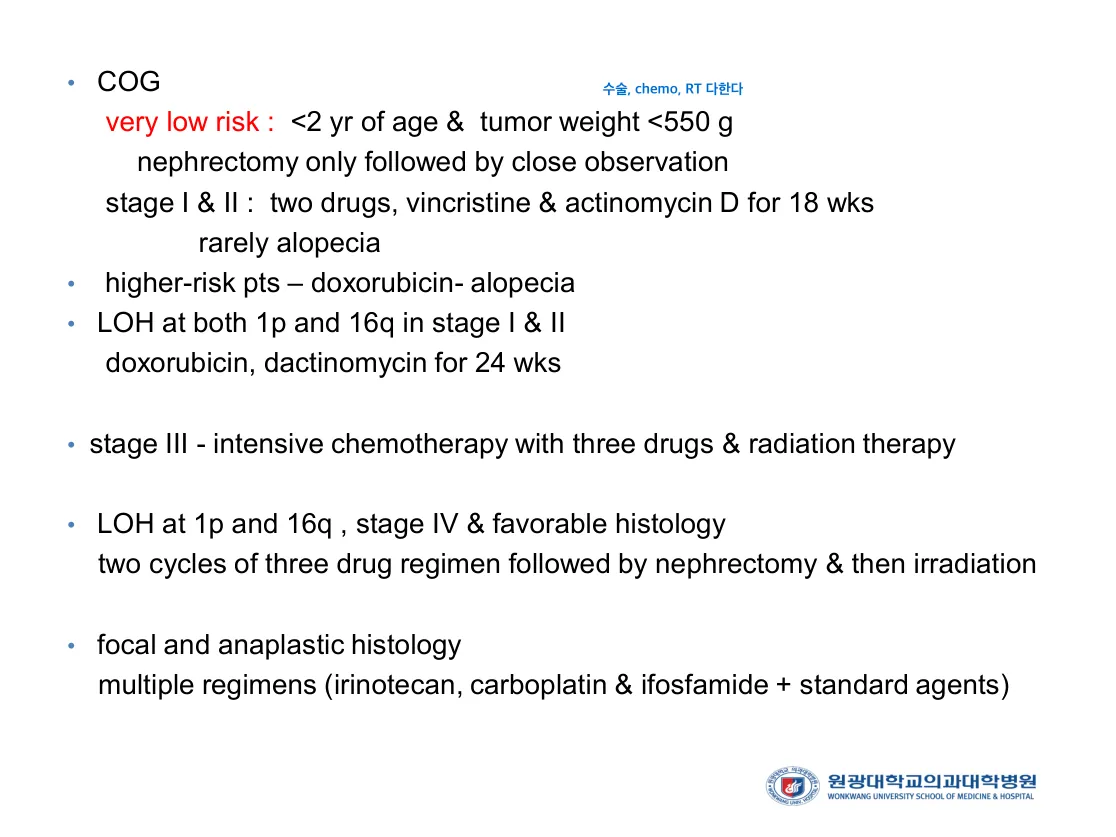 • COG
수술, chemo, RT 다한다
very low risk : <2 yr of age & tumor weight <550 g
nephrectomy only followed by close observation
stage I & II : two drugs, vincristine & actinomycin D for 18 wks
rarely alopecia
• higher-risk pts – doxorubicin- alopecia
• LOH at both 1p and 16q in stage I & II
doxorubicin, dactinomycin for 24 wks
• stage III - intensive chemotherapy with three drugs & radiation therapy
• LOH at 1p and 16q , stage IV & favorable histology
two cycles of three drug regimen followed by nephrectomy & then irradiation
• focal and anaplastic histology
multiple regimens (irinotecan, carboplatin & ifosfamide + standard agents)
원광대학교의과대학병원
WONKWANG UNIVERSITY SCHOOL OF MEDICINE & HOSPITAL